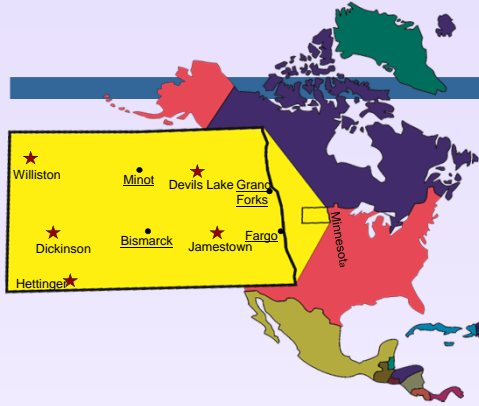 Williston
Minot
Devils Lake
Grand
Forks
Minnesota
Dickinson
Bismarck
Jamestown
Fargo
Hettinger